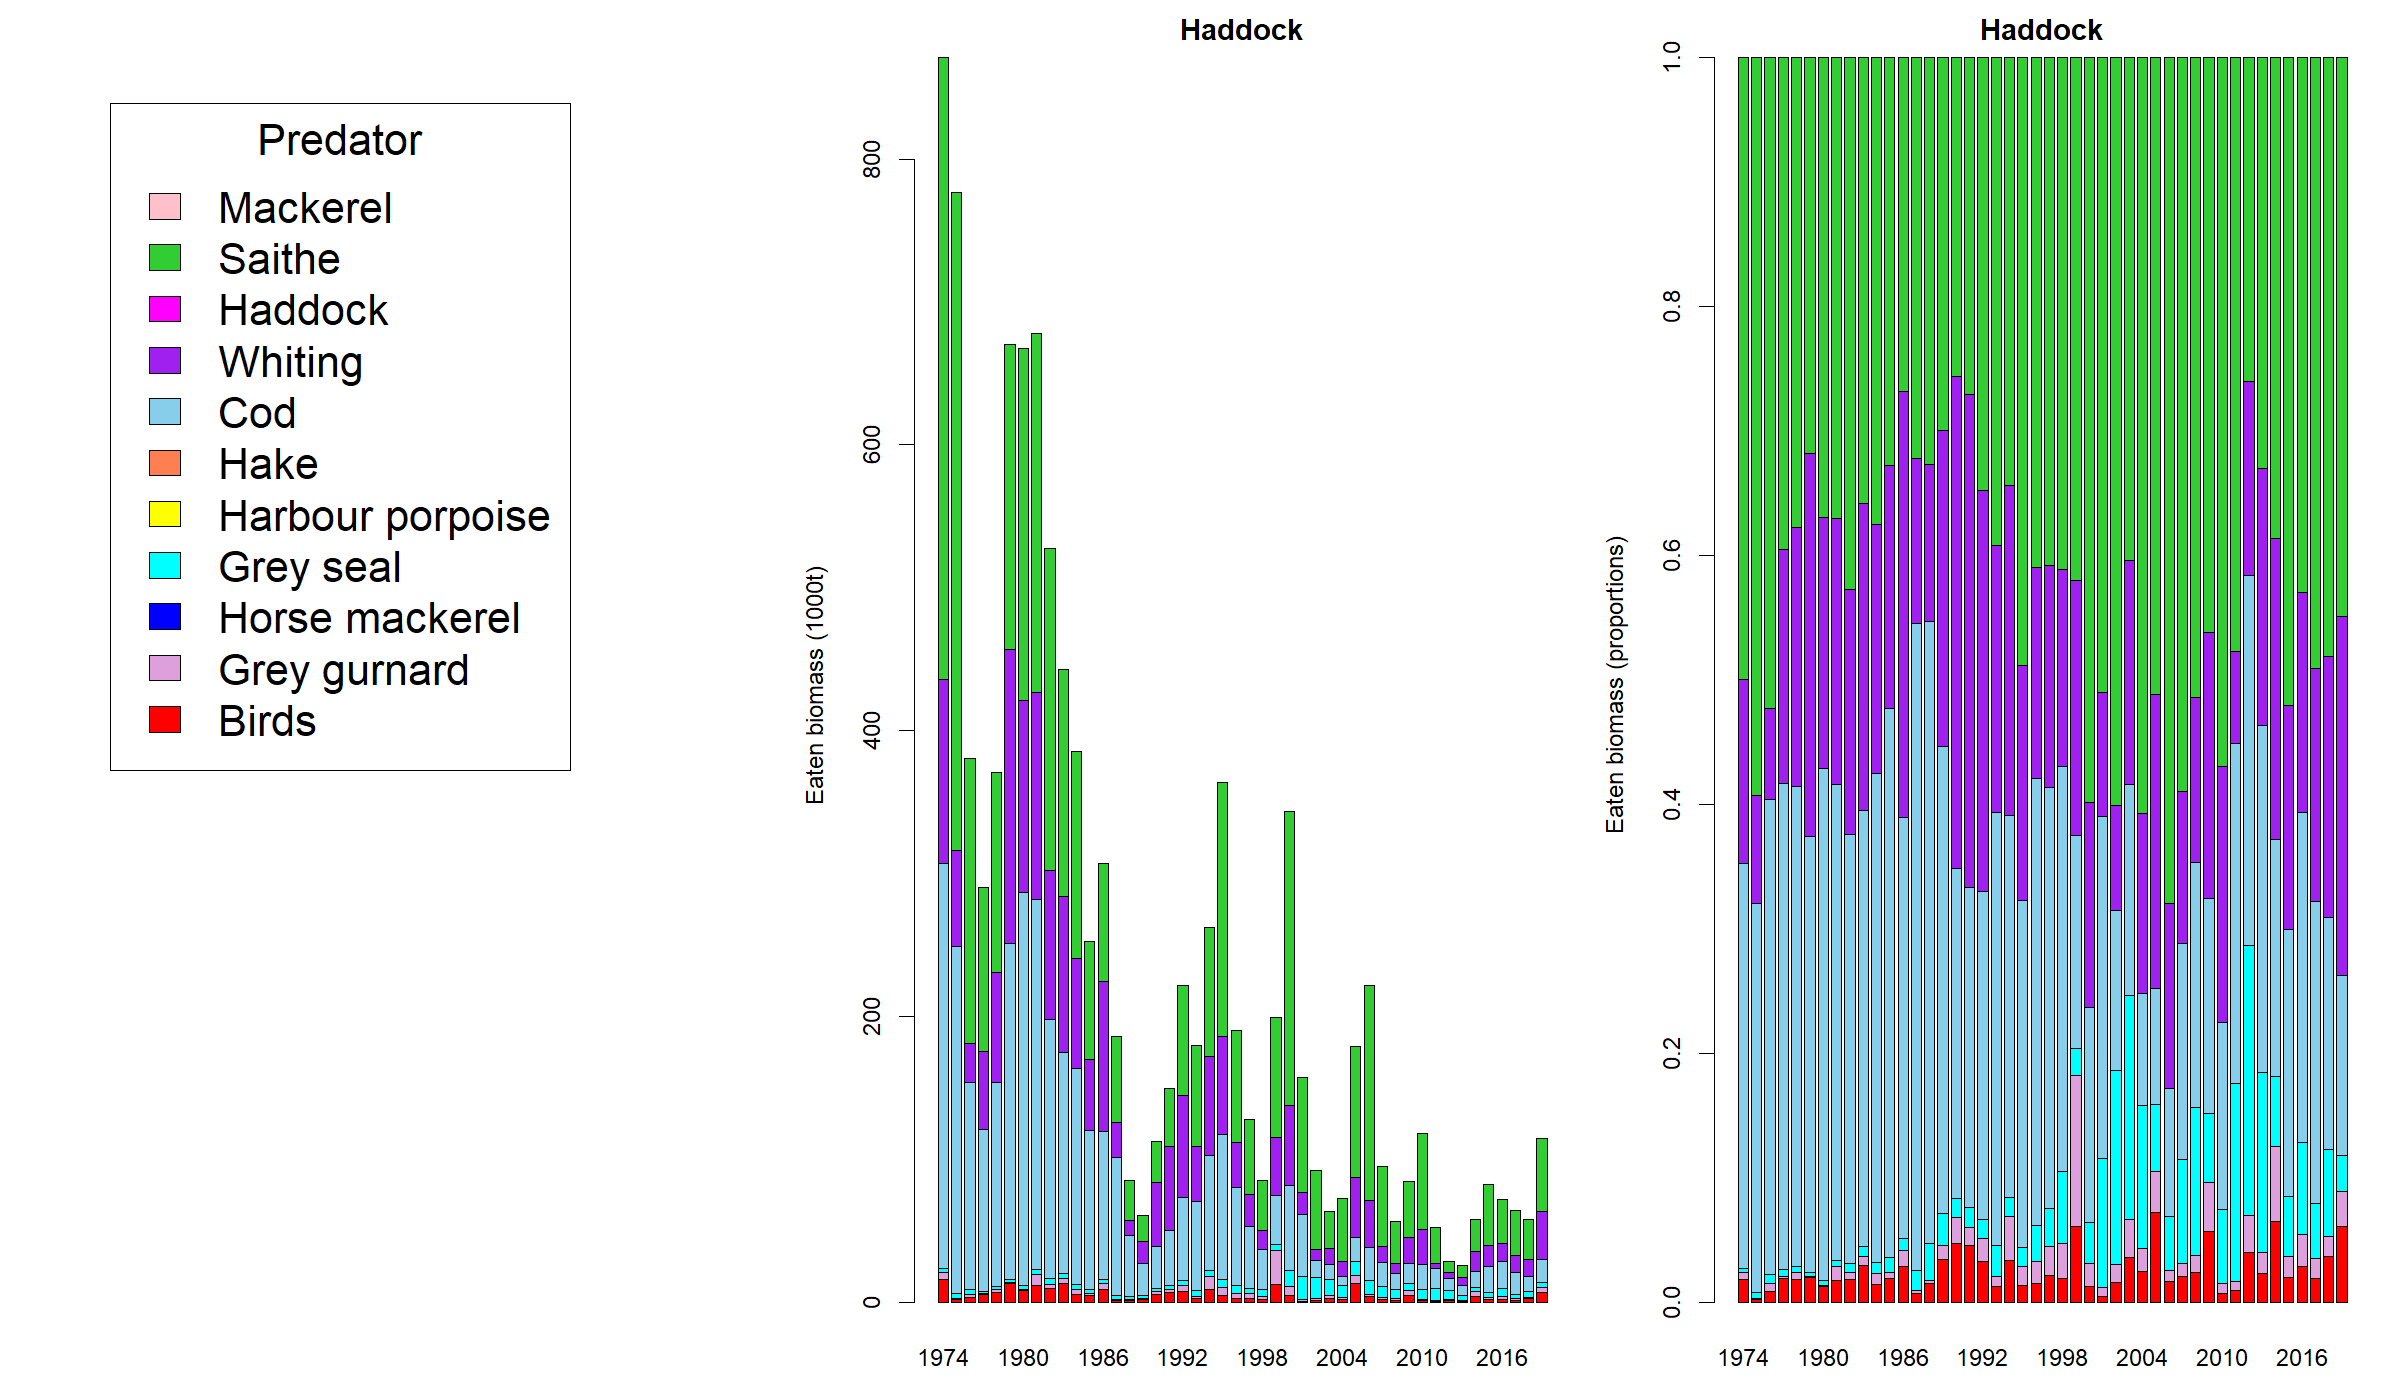 Predator
Mackerel
Saithe
Haddock
Whiting
Cod
Hake
Harbour porpoise
Grey seal
Horse mackerel
Grey gurnard
Birds
Haddock
Eaten biomass (1000t)
800
600
400
200
0
1974 1980 1986 1992 1998 2004 2010 2016
Haddock
Eaten biomass (proportions)
1.0
0.8
0.6
0.4
0.2
0.0
1974 1980 1986 1992 1998 2004 2010 2016